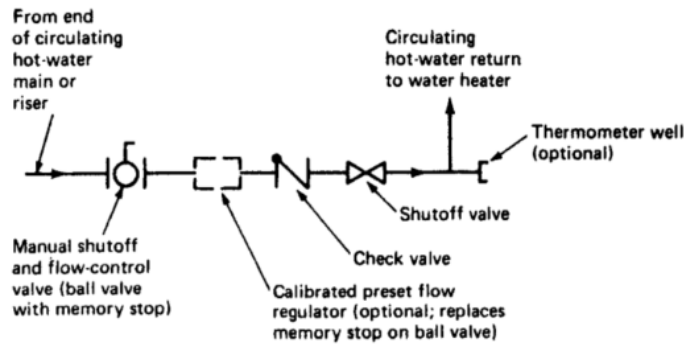 From end
of circulating
hot-water
main or
riser
Circulating
hot-water return
to water heater
Thermometer well
(optional)
Shutoff valve
Check valve
Manual shutoff
and flow-control
valve (ball valve
with memory stop)
Calibrated preset flow
regulator (optional; replaces
memory stop on ball valve)